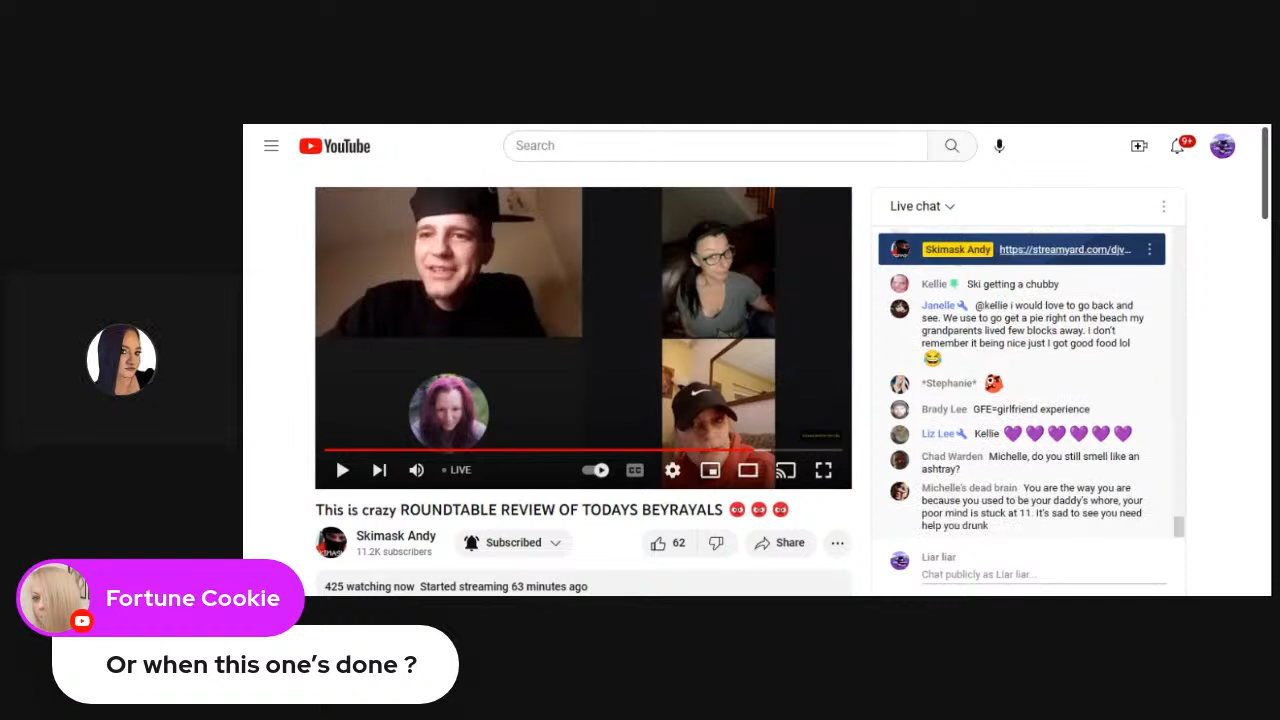 YouTube
Search
9+
LIVE
CC
This is crazy ROUNDTABLE REVIEW OF TODAYS BEYRAYALS
Skimask Andy
11.2K subscribers
Subscribed
62
Share
425 watching now Started streaming 63 minutes ago
Live chat
Skimask Andy https://streamyard.com/djv...
Kellie Ski getting a chubby
Janelle @kellie i would love to go back and
see. We use to go get a pie right on the beach my
grandparents lived few blocks away. I don't
remember it being nice just I got good food lol
*Stephanie*
Brady Lee GFE=girlfriend experience
Liz Lee Kellie
Chad Warden Michelle, do you still smell like an
ashtray?
Michelle's dead brain You are the way you are
because you used to be your daddy's whore, your
poor mind is stuck at 11. It's sad to see you need
help you drunk
Liar liar
Chat publicly as Liar liar...
Fortune Cookie
Or when this one's done ?